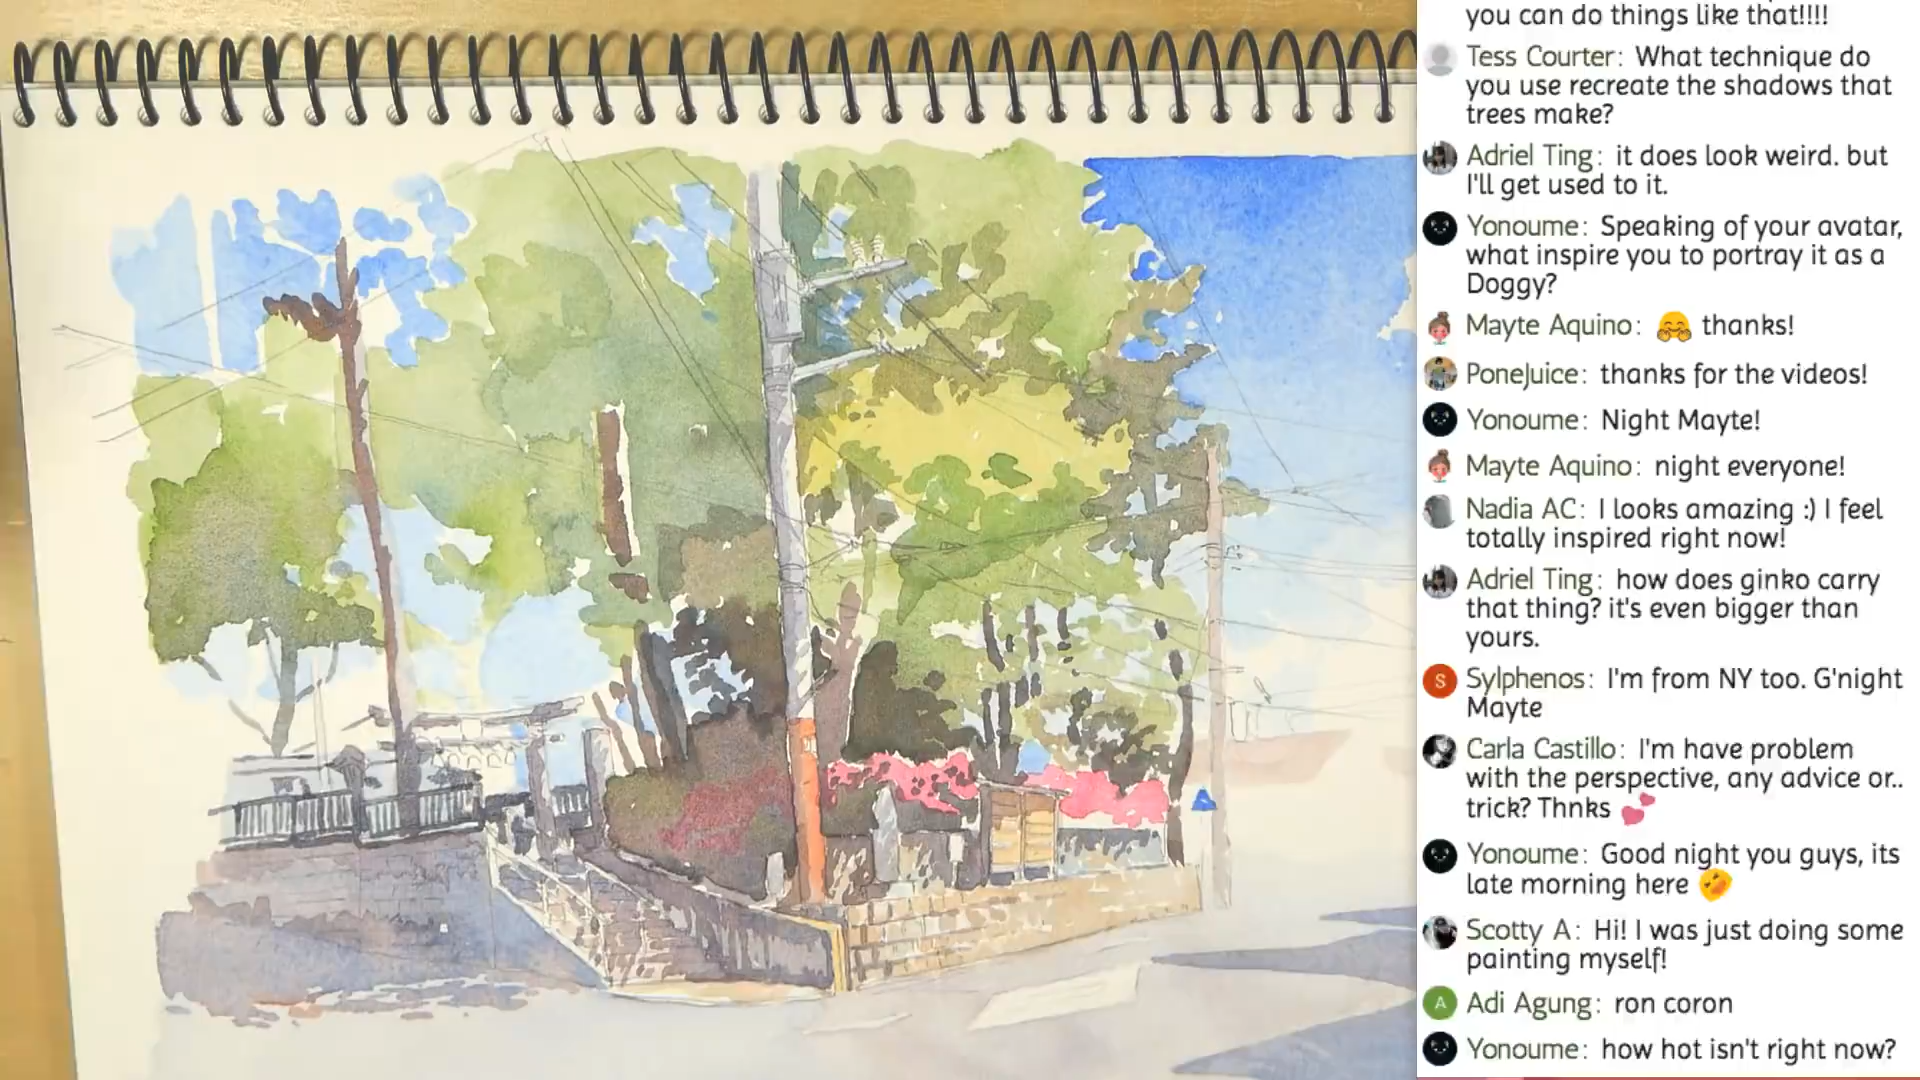 you can do things like that!!!!
Tess Courter: What technique do
you use recreate the shadows that
trees make?
Adriel Ting: it does look weird. but
I'll get used to it.
Yonoume: Speaking of your avatar,
what inspire you to portray it as a
Doggy?
Mayte Aquino: 🤗 thanks!
PoneJuice: thanks for the videos!
Yonoume: Night Mayte!
Mayte Aquino: night everyone!
Nadia AC: I looks amazing :) I feel
totally inspired right now!
Adriel Ting: how does ginko carry
that thing? it's even bigger than
yours.
S Sylphenos: I'm from NY too. G'night
Mayte
Carla Castillo: I'm have problem
with the perspective, any advice or..
trick? Thnks 💕
Yonoume: Good night you guys, its
late morning here 🤣
Scotty A: Hi! I was just doing some
painting myself!
A Adi Agung: ron coron
Yonoume: how hot isn't right now?